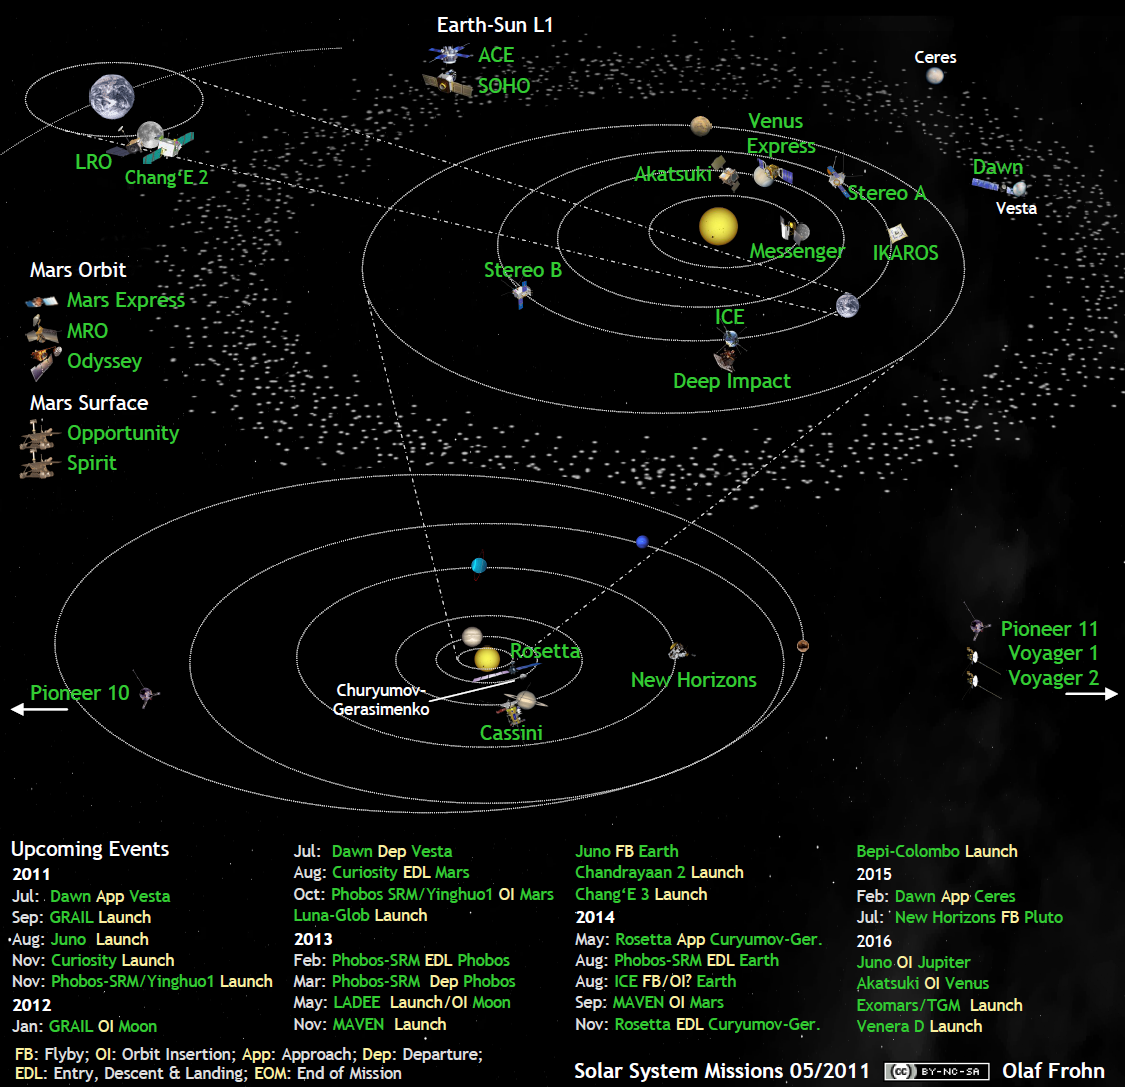 Earth-Sun L1
ACE
SOHO
Ceres
Venus
Express
Akatsuki
Stereo A
Dawn
Vesta
LRO
Chang‘E 2
Messenger
IKAROS
Stereo B
ICE
Deep Impact
Mars Orbit
Mars Express
MRO
Odyssey
Mars Surface
Opportunity
Spirit
Rosetta
New Horizons
Churyumov-
Gerasimenko
Cassini
Pioneer 10
Pioneer 11
Voyager 1
Voyager 2
Upcoming Events
2011
Jul: Dawn App Vesta
Sep: GRAIL Launch
Aug: Juno Launch
Nov: Curiosity Launch
Nov: Phobos-SRM/Yinghuo1 Launch
2012
Jan: GRAIL OI Moon
Jul: Dawn Dep Vesta
Aug: Curiosity EDL Mars
Oct: Phobos SRM/Yinghuo1 OI Mars
Luna-Glob Launch
2013
Feb: Phobos-SRM EDL Phobos
Mar: Phobos-SRM Dep Phobos
May: LADEE Launch/OI Moon
Nov: MAVEN Launch
Juno FB Earth
Chandrayaan 2 Launch
Chang‘E 3 Launch
2014
May: Rosetta App Curyumov-Ger.
Aug: Phobos-SRM EDL Earth
Aug: ICE FB/OI? Earth
Sep: MAVEN OI Mars
Nov: Rosetta EDL Curyumov-Ger.
Bepi-Colombo Launch
2015
Feb: Dawn App Ceres
Jul: New Horizons FB Pluto
2016
Juno OI Jupiter
Akatsuki OI Venus
Exomars/TGM Launch
Venera D Launch
FB: Flyby; OI: Orbit Insertion; App: Approach; Dep: Departure;
EDL: Entry, Descent & Landing; EOM: End of Mission
Solar System Missions 05/2011 cc BY-NC-SA Olaf Frohn